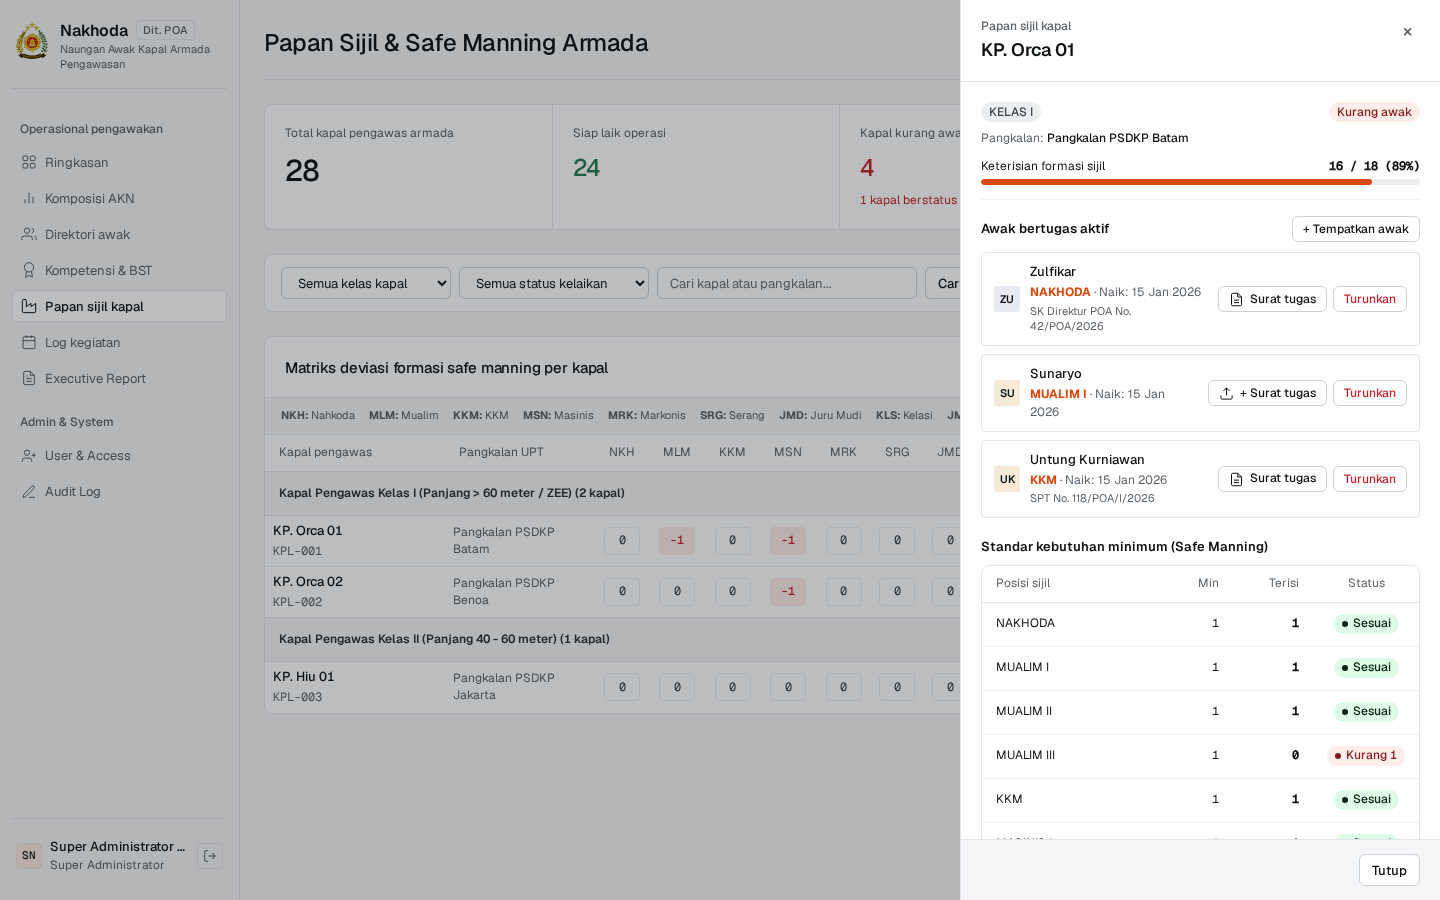 Nakhoda
Dit. POA
Naungan Awak Kapal Armada
Pengawasan
Operasional pengawakan
Ringkasan
Komposisi AKN
Direktori awak
Kompetensi & BST
Papan sijil kapal
Log kegiatan
Executive Report
Admin & System
User & Access
Audit Log
SN
Super Administrator ...
Super Administrator
Papan Sijil & Safe Manning Armada
Total kapal pengawas armada
28
Siap laik operasi
24
Kapal kurang awa
4
1 kapal berstatus
Semua kelas kapal
Semua status kelaikan
Cari kapal atau pangkalan...
Car
Matriks deviasi formasi safe manning per kapal
NKH: Nahkoda MLM: Mualim KKM: KKM MSN: Masinis MRK: Markonis SRG: Serang JMD: Juru Mudi KLS: Kelasi
Kapal pengawas Pangkalan UPT NKH MLM KKM MSN MRK SRG JMD
Kapal Pengawas Kelas I (Panjang > 60 meter / ZEE) (2 kapal)
KP. Orca 01
KPL-001
Pangkalan PSDKP
Batam
0 -1 0 -1 0 0 0
KP. Orca 02
KPL-002
Pangkalan PSDKP
Benoa
0 0 0 -1 0 0 0
Kapal Pengawas Kelas II (Panjang 40 - 60 meter) (1 kapal)
KP. Hiu 01
KPL-003
Pangkalan PSDKP
Jakarta
0 0 0 0 0 0 0
Papan sijil kapal
KP. Orca 01
×
KELAS I
Kurang awak
Pangkalan: Pangkalan PSDKP Batam
Keterisian formasi sijil
16 / 18 (89%)
Awak bertugas aktif
+ Tempatkan awak
ZU
Zulfikar
NAKHODA · Naik: 15 Jan 2026
SK Direktur POA No.
42/POA/2026
Surat tugas
Turunkan
SU
Sunaryo
MUALIM I · Naik: 15 Jan
2026
+ Surat tugas
Turunkan
UK
Untung Kurniawan
KKM · Naik: 15 Jan 2026
SPT No. 118/POA/I/2026
Surat tugas
Turunkan
Standar kebutuhan minimum (Safe Manning)
Posisi sijil Min Terisi Status
NAKHODA 1 1 Sesuai
MUALIM I 1 1 Sesuai
MUALIM II 1 1 Sesuai
MUALIM III 1 0 Kurang 1
KKM 1 1 Sesuai
Tutup